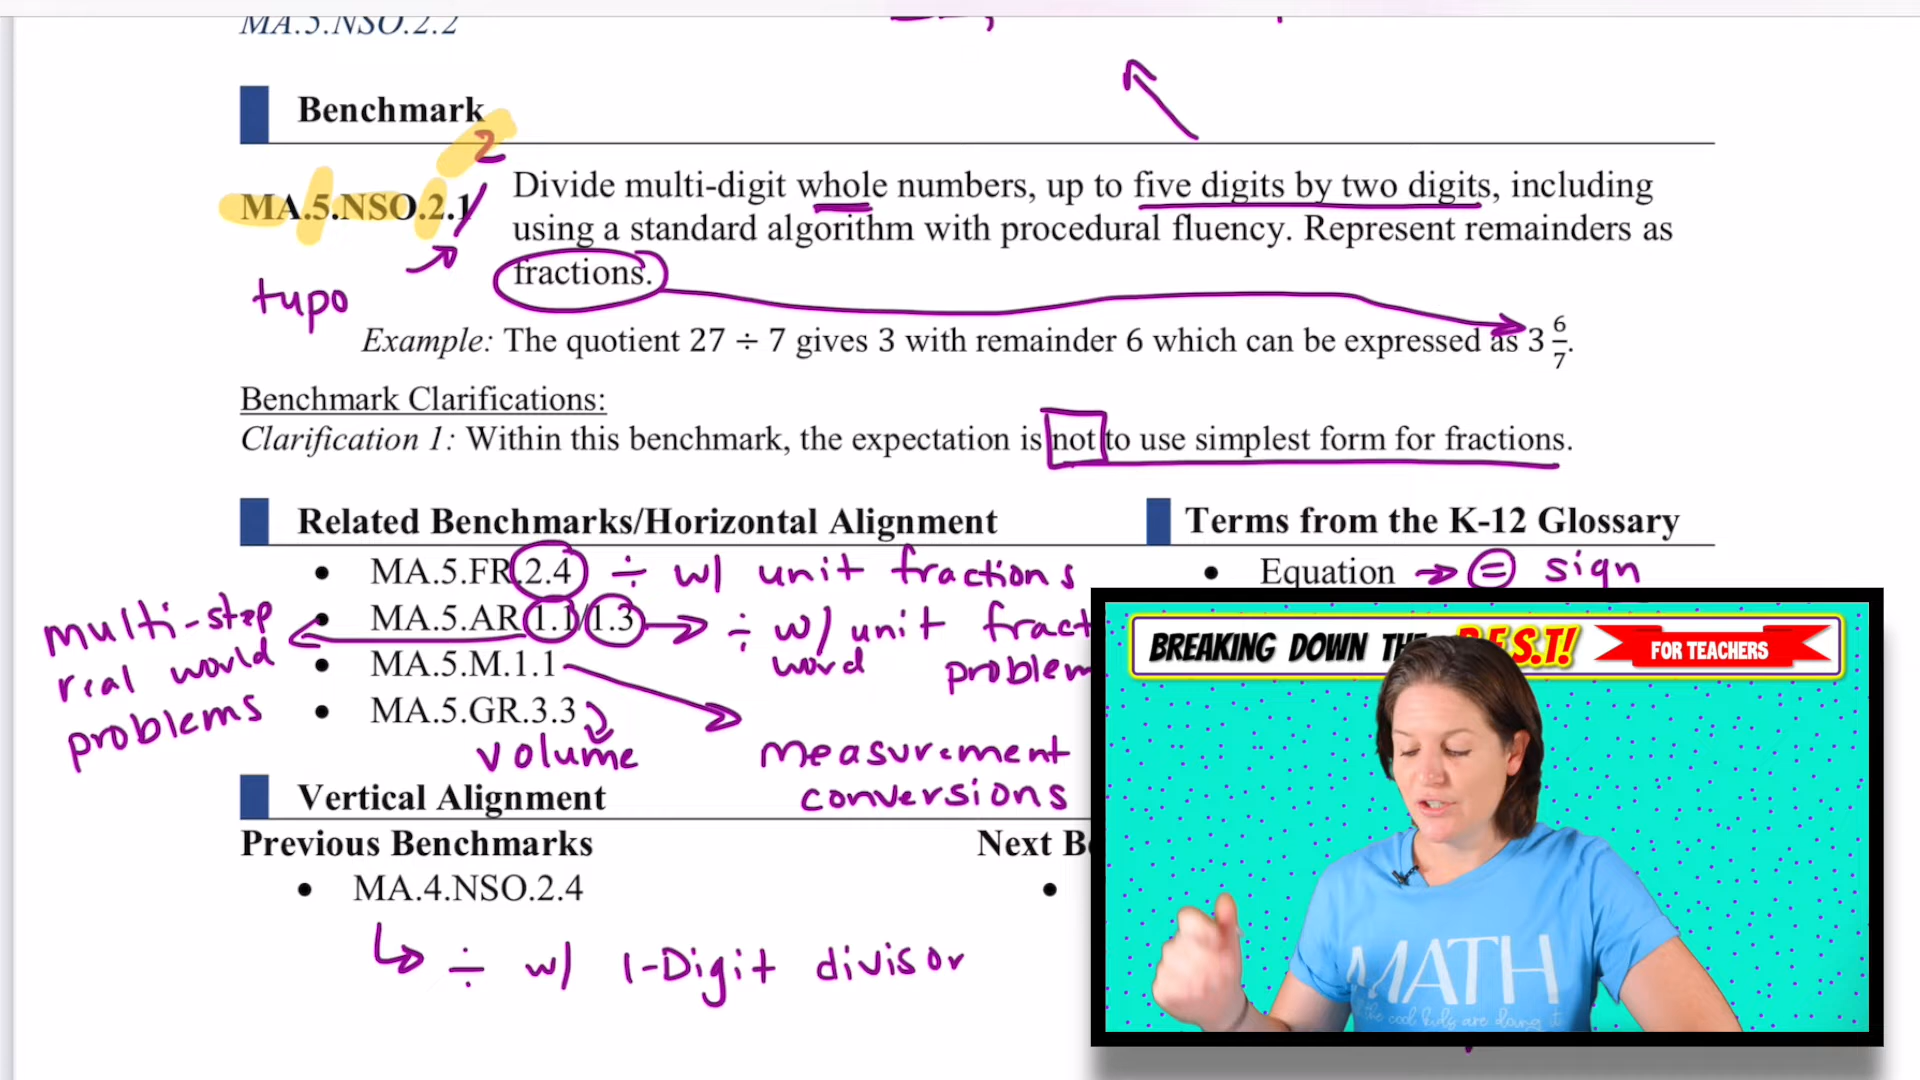 MA.5.NSO.2.2
Benchmark
2
MA.5.NSO.2.1
Divide multi-digit whole numbers, up to five digits by two digits, including
using a standard algorithm with procedural fluency. Represent remainders as
fractions.
typo
Example: The quotient 27 ÷ 7 gives 3 with remainder 6 which can be expressed as 3 6/7.
Benchmark Clarifications:
Clarification 1: Within this benchmark, the expectation is not to use simplest form for fractions.
Related Benchmarks/Horizontal Alignment
• MA.5.FR.2.4 ÷ w/ unit fractions
• MA.5.AR.1.1/1.3 → ÷ w/ unit fract
word problem
multi-step
real world
problems
• MA.5.M.1.1
• MA.5.GR.3.3
volume
measurement
conversions
Terms from the K-12 Glossary
• Equation → = sign
Vertical Alignment
Previous Benchmarks
• MA.4.NSO.2.4
÷ w/ 1-Digit divisor
Next Be
BREAKING DOWN THE B.E.S.T!
FOR TEACHERS
MATH
the cool kids are doing it